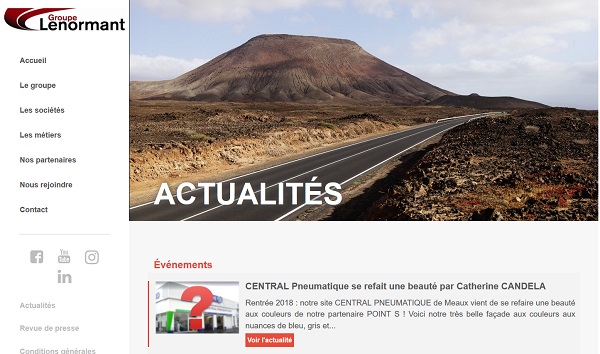 Groupe
Lenormant
Accueil
Le groupe
Les sociétés
Les métiers
Nos partenaires
Nous rejoindre
Contact
You
Tube
in
Actualités
Revue de presse
Conditions générales
ACTUALITÉS
Événements
?
CENTRAL Pneumatique se refait une beauté par Catherine CANDELA
Rentrée 2018 : notre site CENTRAL PNEUMATIQUE de Meaux vient de se refaire une beauté
aux couleurs de notre partenaire POINT S ! Voici notre très belle façade aux couleurs aux
nuances de bleu, gris et...
Voir l'actualité